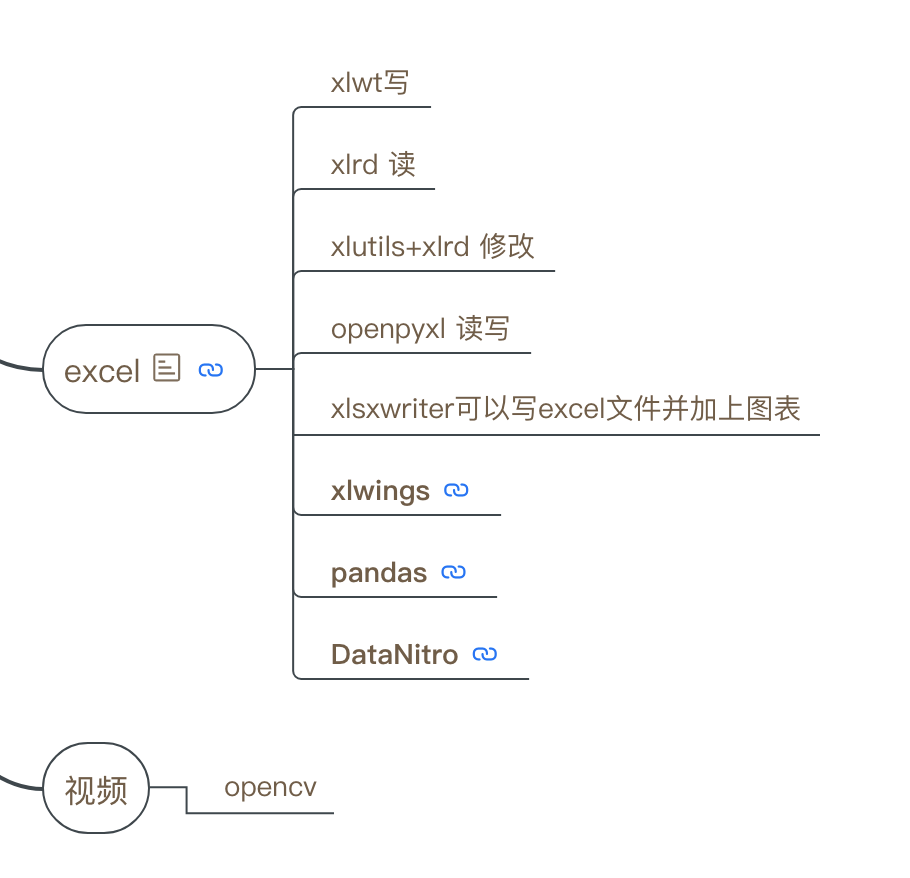 xlwt写
xlrd 读
xlutils+xlrd 修改
openpyxl 读写
excel
xlsxwriter可以写excel文件并加上图表
xlwings
pandas
DataNitro
视频
opencv